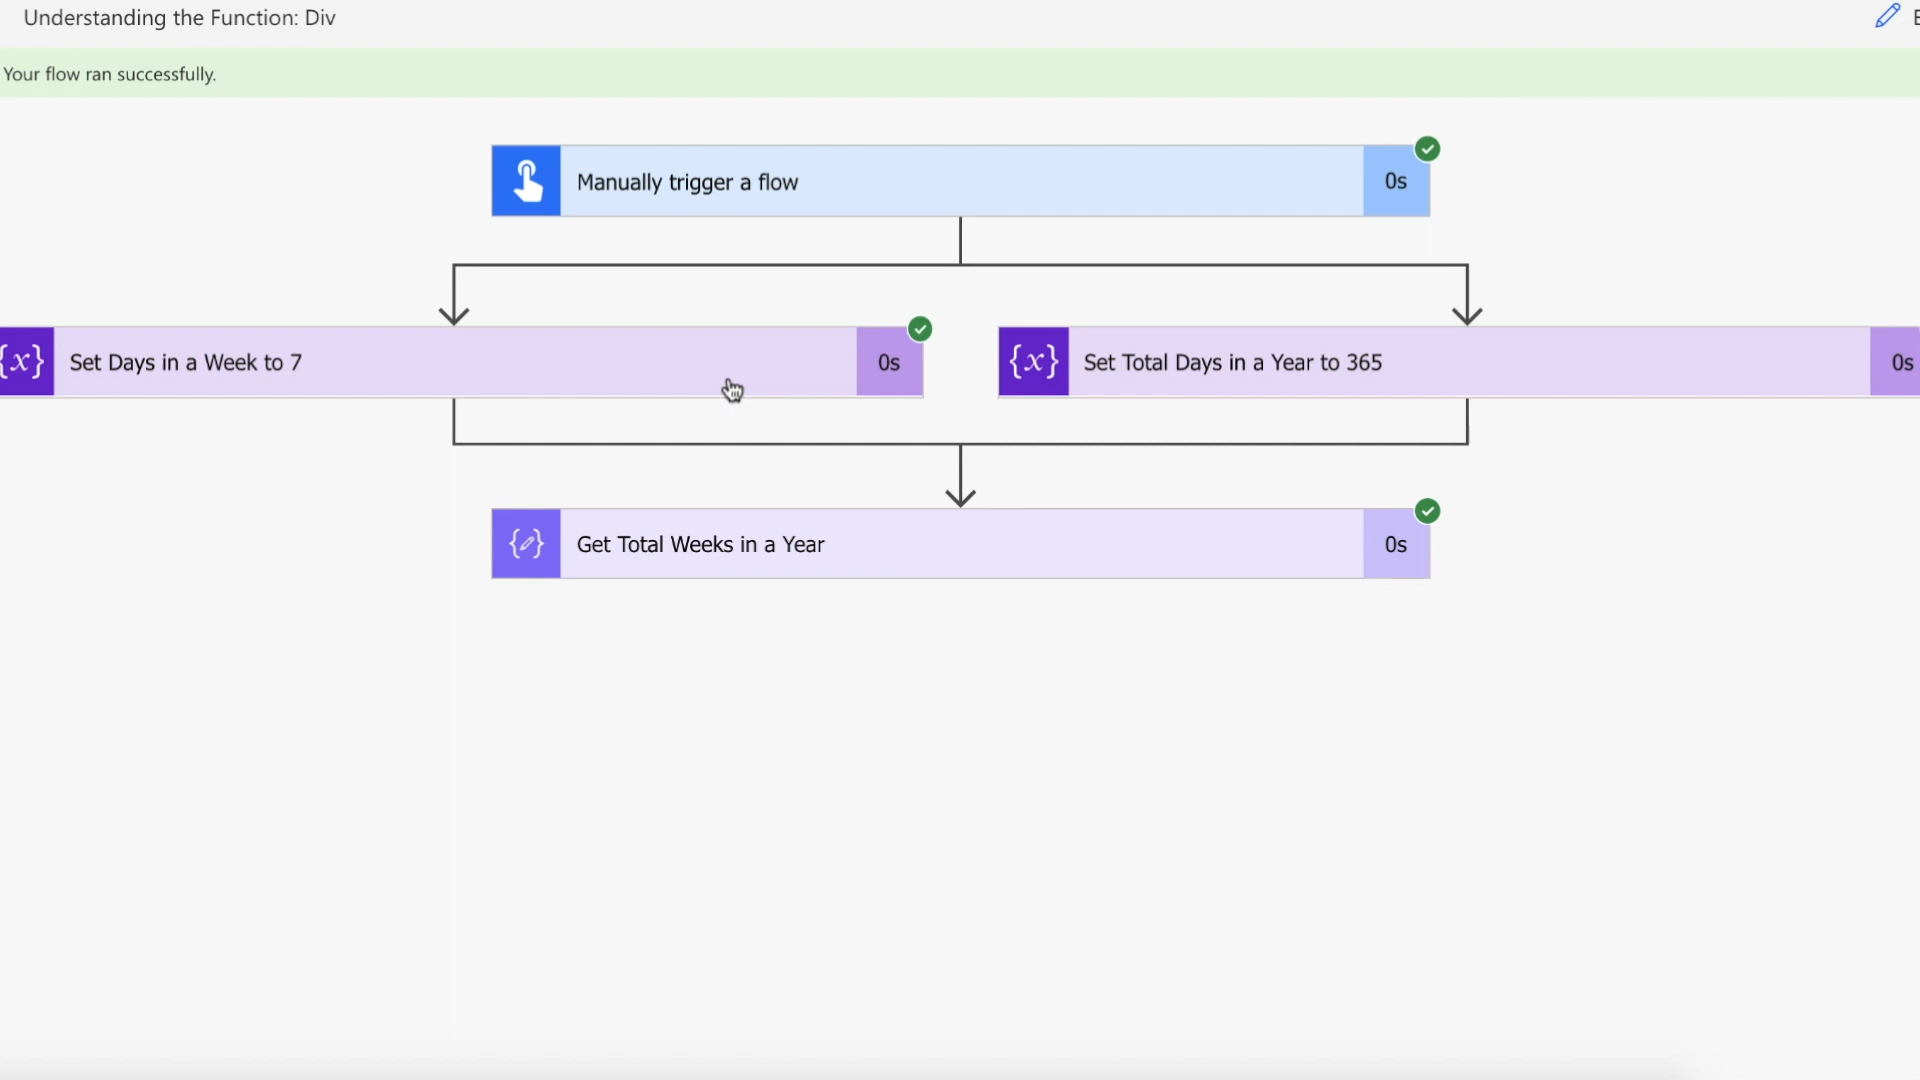 Understanding the Function: Div
Your flow ran successfully.
Manually trigger a flow
0s
{x}
Set Days in a Week to 7
0s
{x}
Set Total Days in a Year to 365
0s
Get Total Weeks in a Year
0s